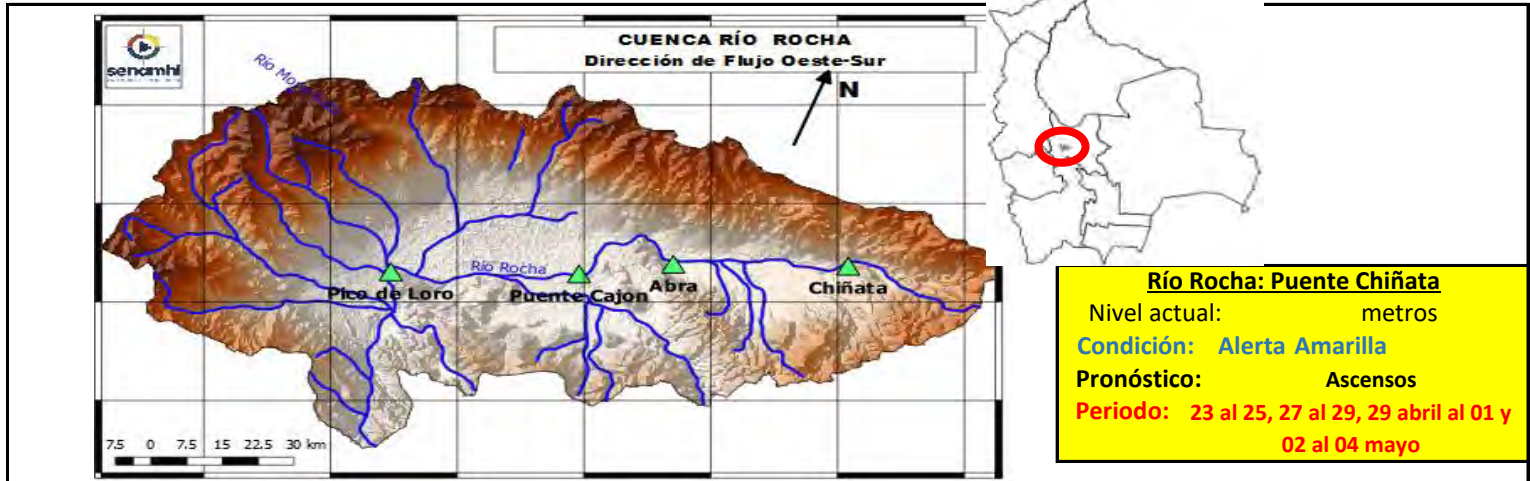 senamhi
CUENCA RÍO ROCHA
Dirección de Flujo Oeste-Sur
N
Río
Río Rocha
Pico de Loro
Puente Cajon
Abra
Chiñata
7.5 0 7.5 15 22.5 30 km
Río Rocha: Puente Chiñata
Nivel actual: metros
Condición: Alerta Amarilla
Pronóstico: Ascensos
Periodo: 23 al 25, 27 al 29, 29 abril al 01 y
02 al 04 mayo